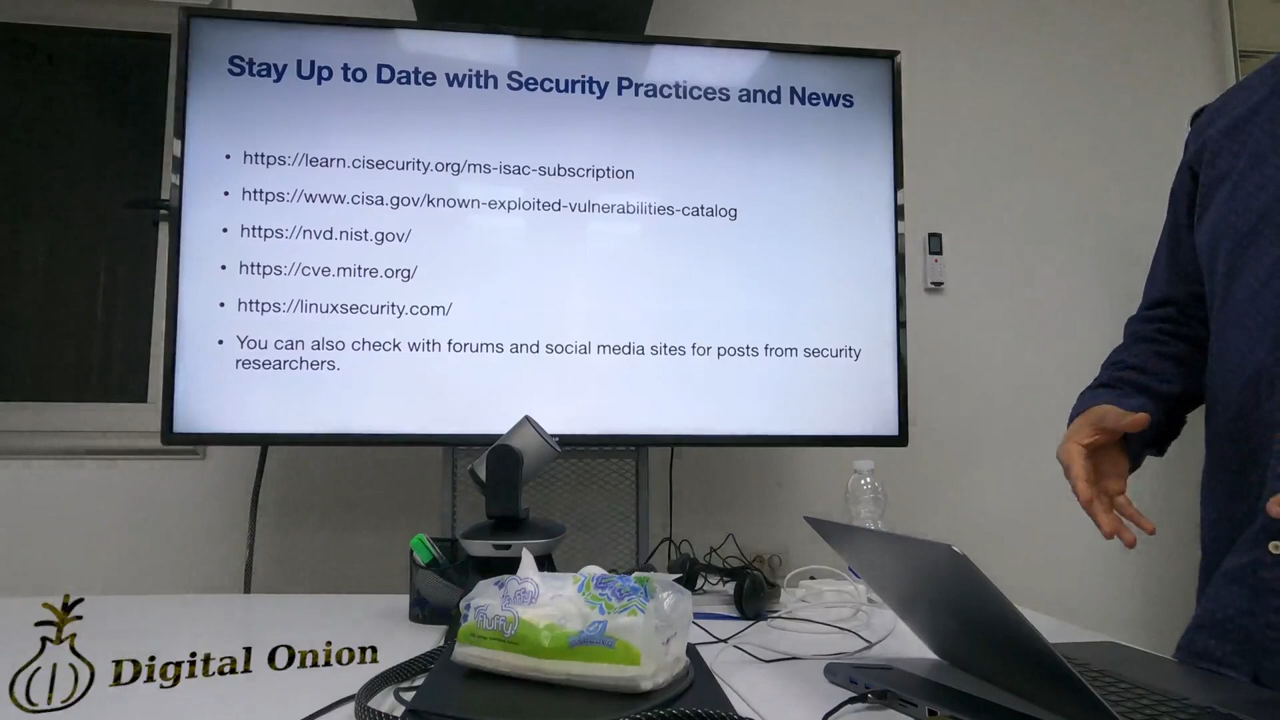 Stay Up to Date with Security Practices and News
• https://learn.cisecurity.org/ms-isac-subscription
• https://www.cisa.gov/known-exploited-vulnerabilities-catalog
• https://nvd.nist.gov/
• https://cve.mitre.org/
• https://linuxsecurity.com/
• You can also check with forums and social media sites for posts from security
researchers.
Fluffy!
Fluffy!
Digital Onion